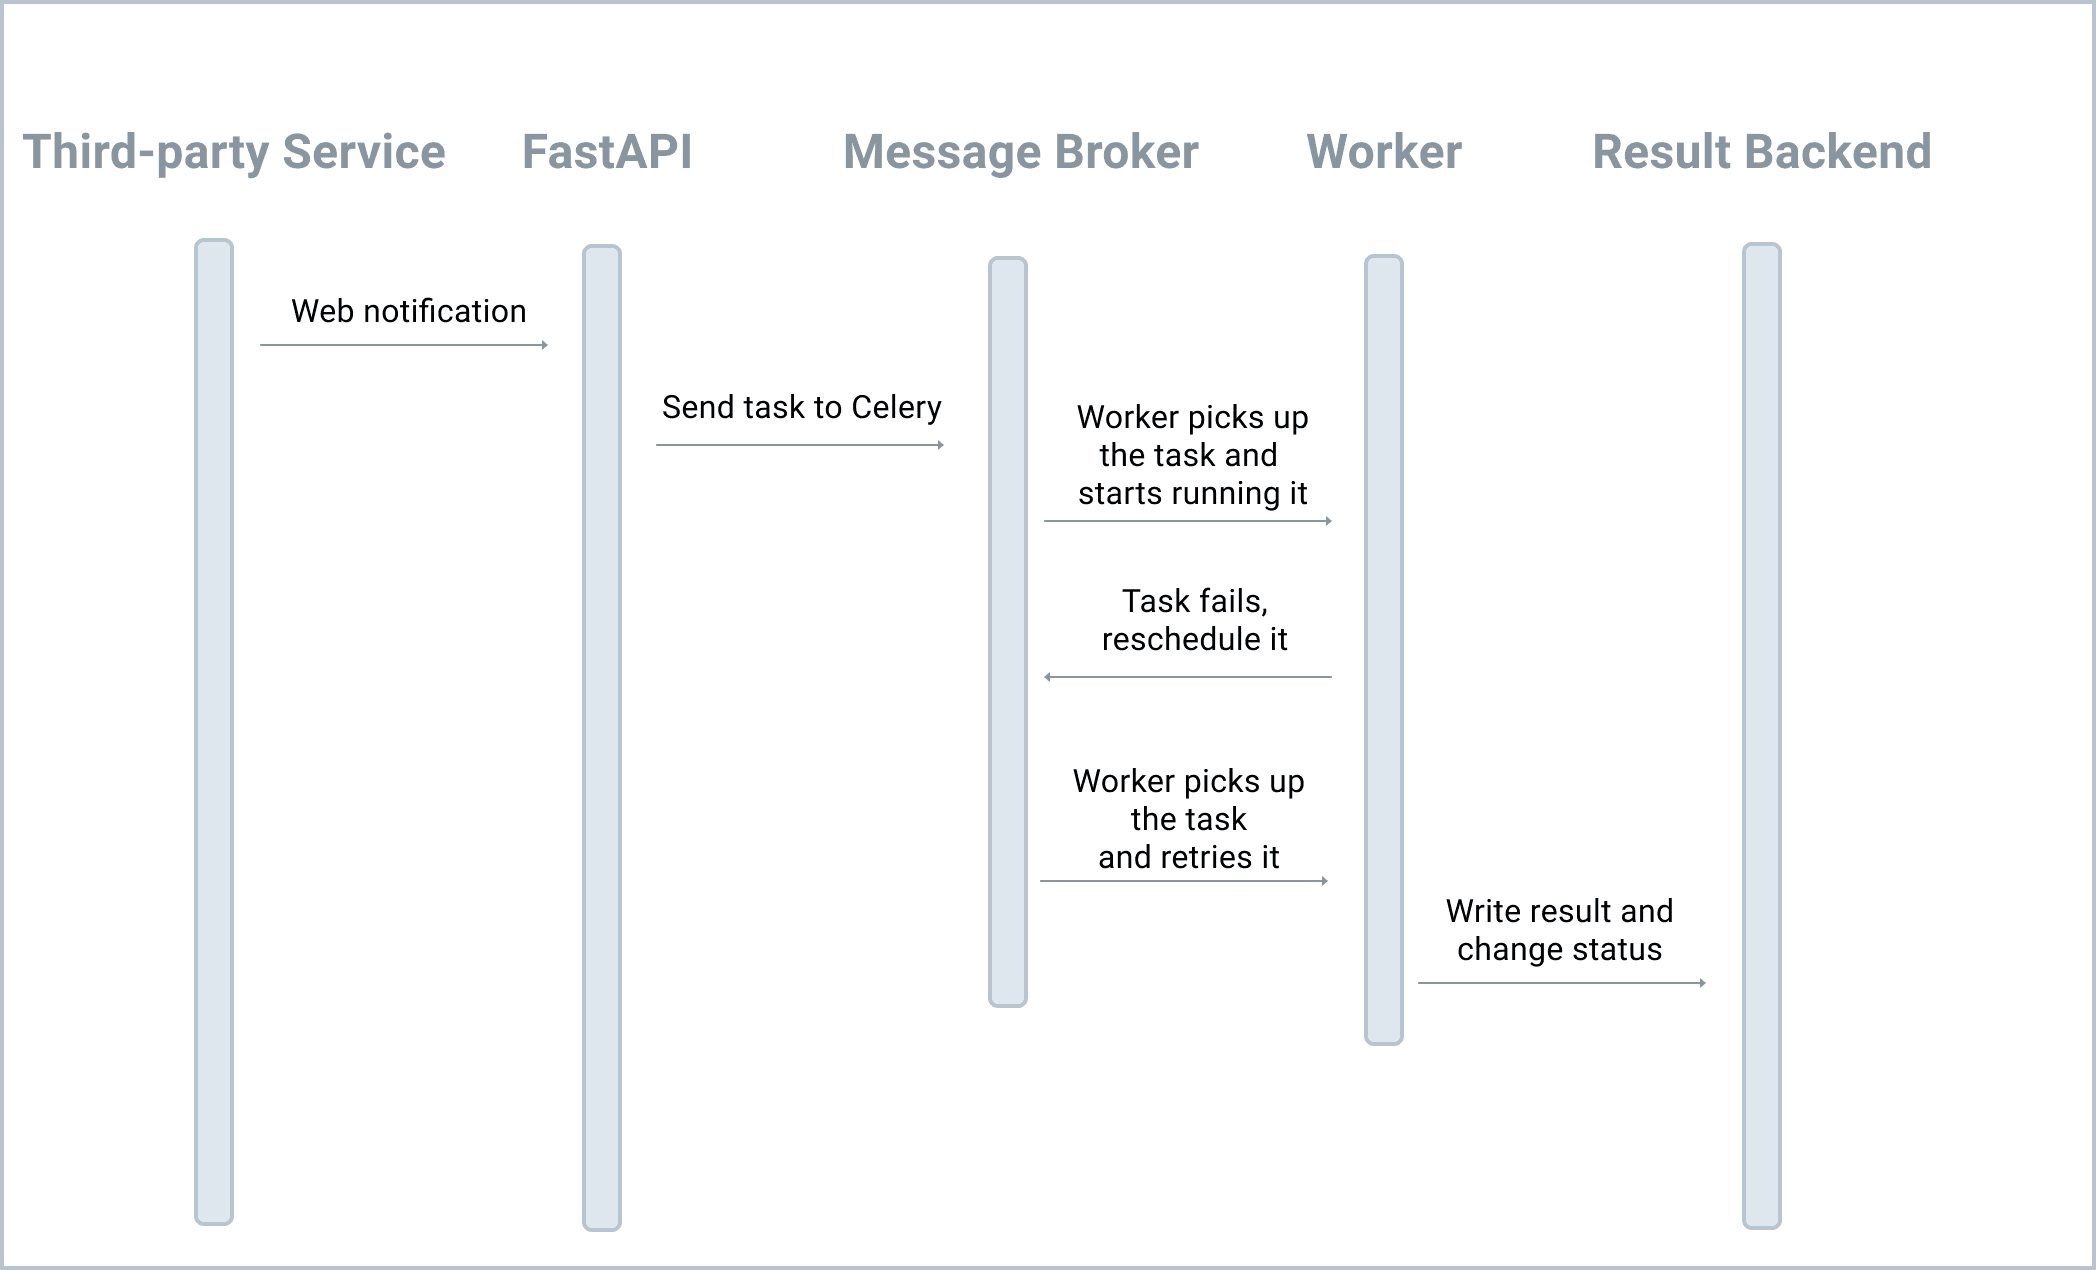 Third-party Service
FastAPI
Message Broker
Worker
Result Backend
Web notification
Send task to Celery
Worker picks up
the task and
starts running it
Task fails,
reschedule it
Worker picks up
the task
and retries it
Write result and
change status